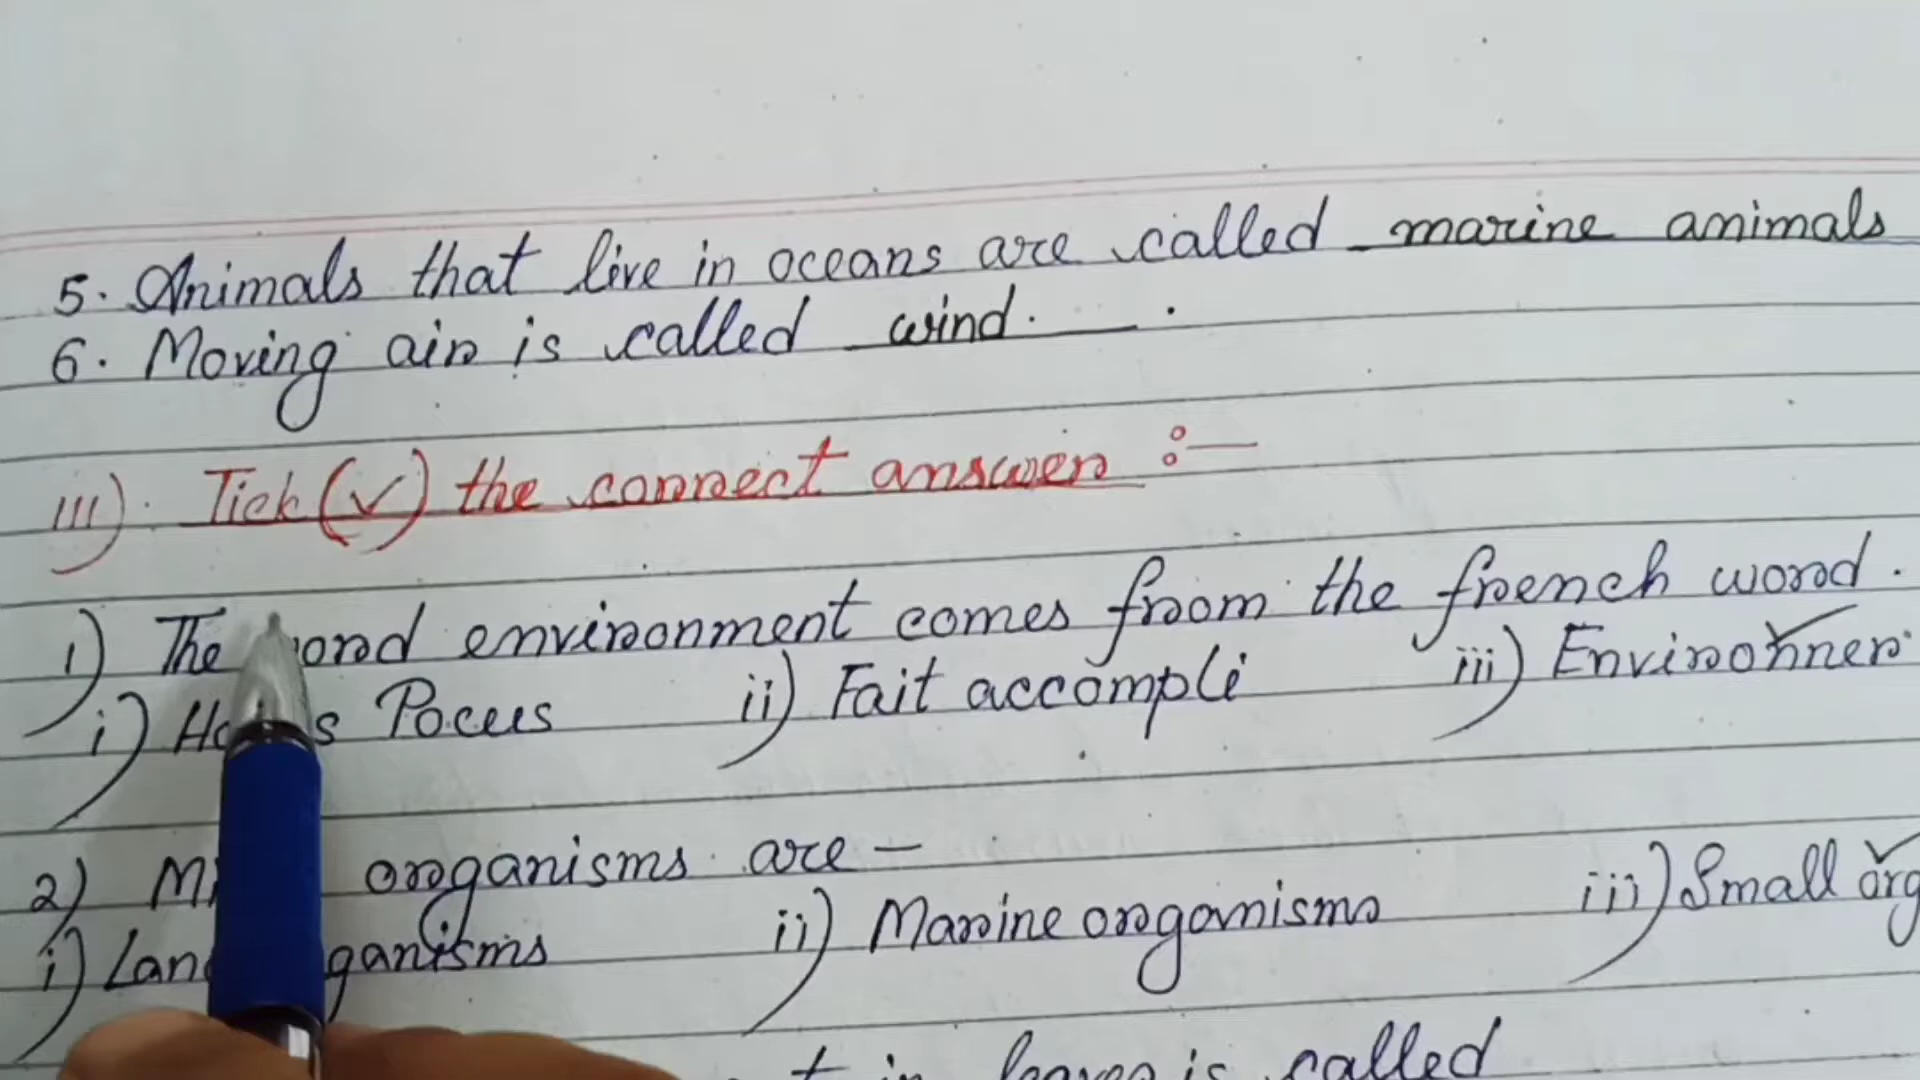 5. Animals that live in oceans are called marine animals
6. Moving air is called wind. .
iii). Tick (✓) the correct answer :-
i) The word environment comes from the french word.
i) Pocus ii) Fait accompli iii) Environner
2) organisms are -
i) ii) Marine organisms iii) Small
in is called